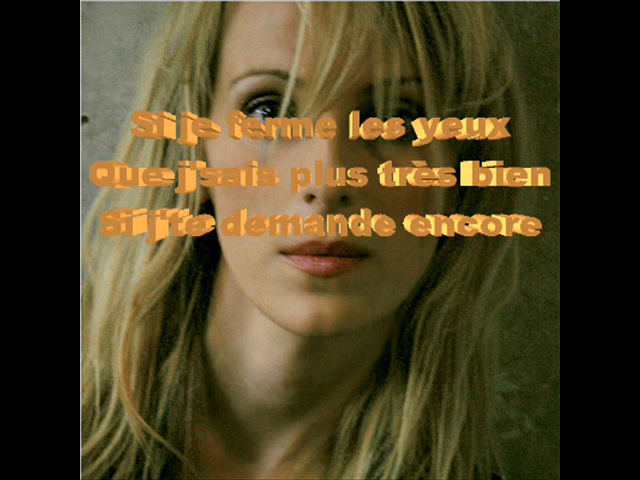 Si je ferme les yeux
Que j'sais plus très bien
Si j'te demande encore